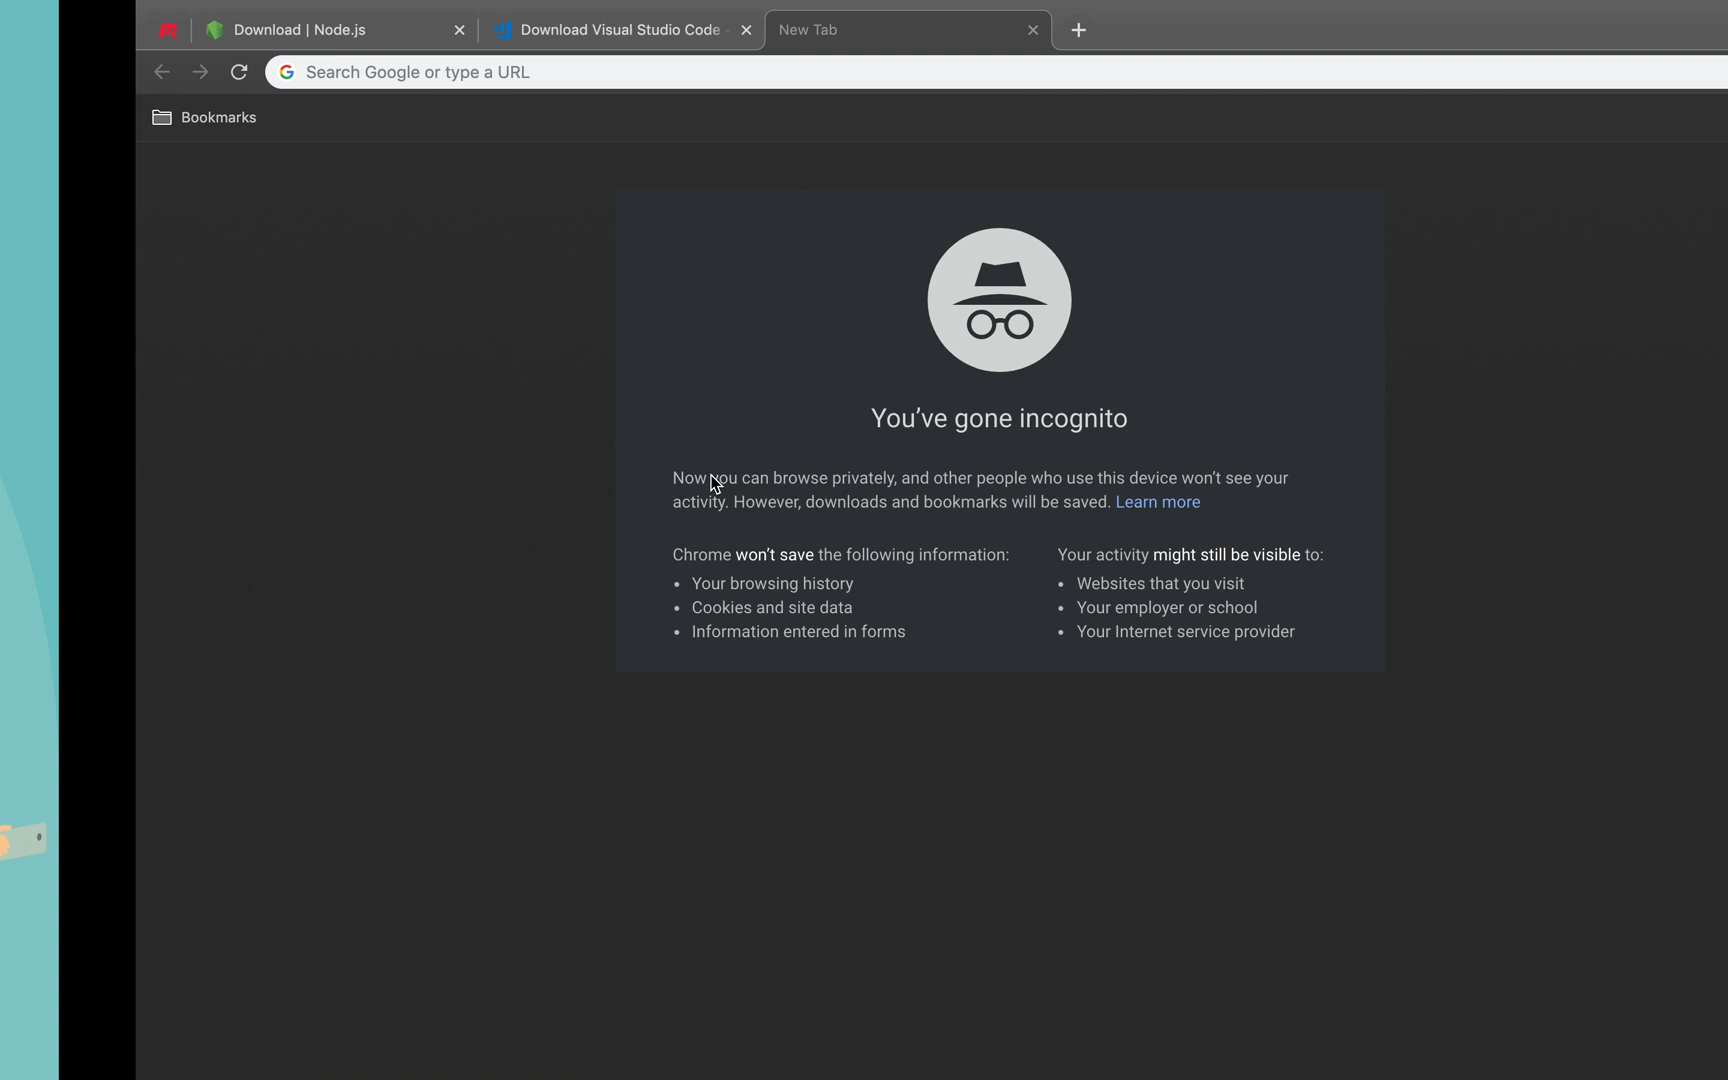 Download | Node.js
Download Visual Studio Code -
New Tab
Search Google or type a URL
Bookmarks
You've gone incognito
Now you can browse privately, and other people who use this device won't see your
activity. However, downloads and bookmarks will be saved. Learn more
Chrome won't save the following information:
• Your browsing history
• Cookies and site data
• Information entered in forms
Your activity might still be visible to:
• Websites that you visit
• Your employer or school
• Your Internet service provider